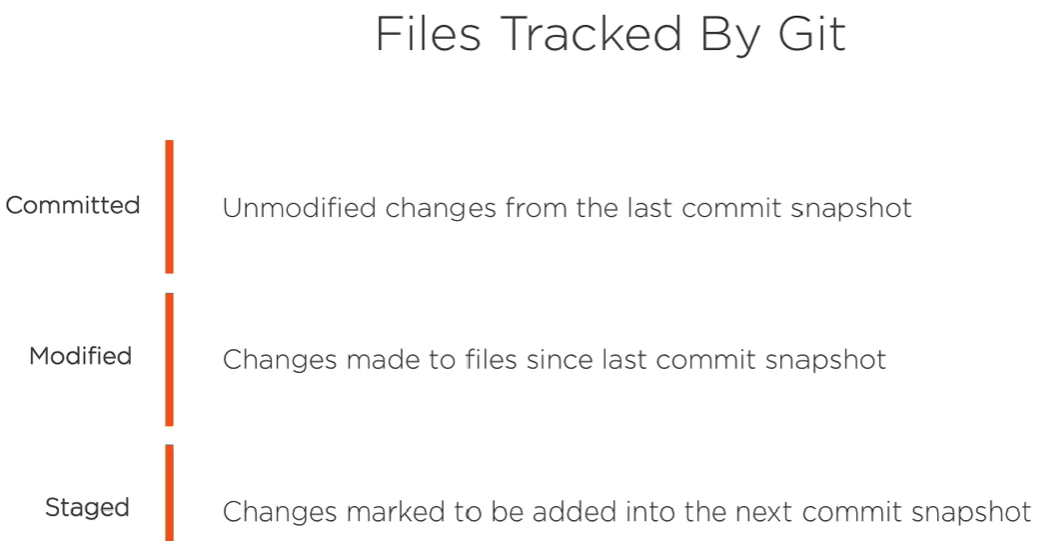 Files Tracked By Git
Committed
Unmodified changes from the last commit snapshot
Modified
Changes made to files since last commit snapshot
Staged
Changes marked to be added into the next commit snapshot